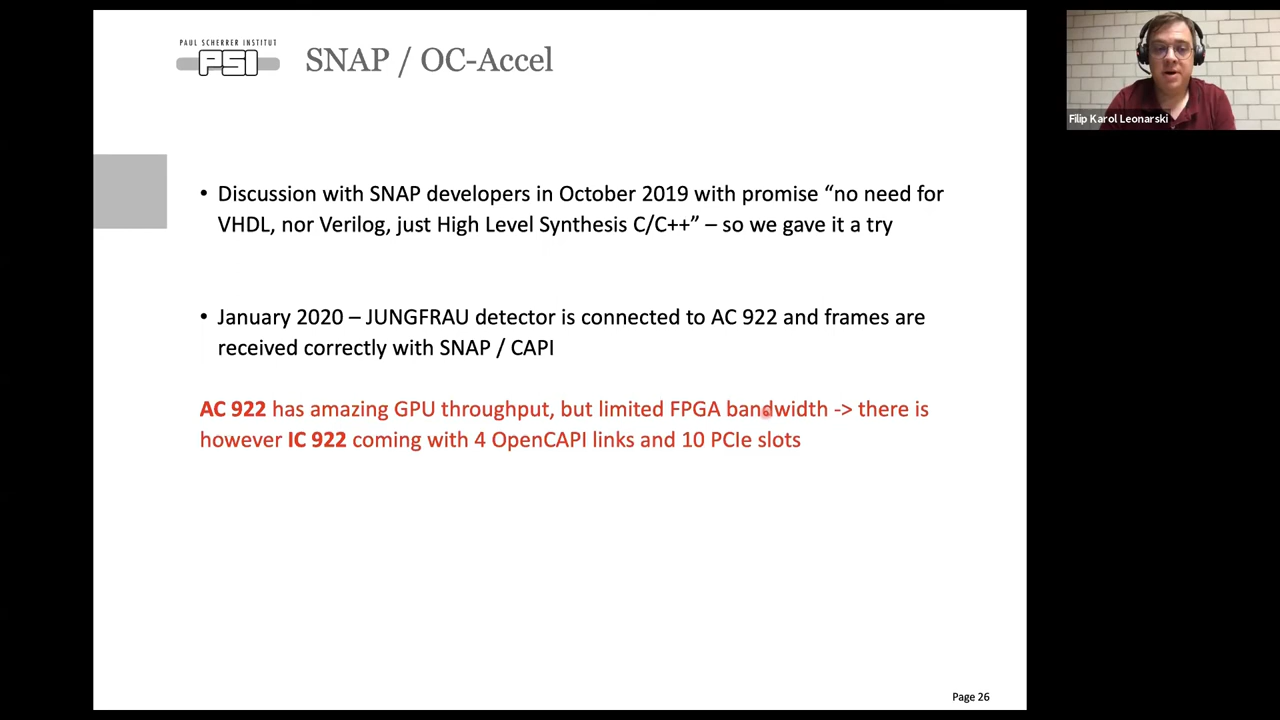 PAUL SCHERRER INSTITUT
PSI
SNAP / OC-Accel
Filip Karol Leonarski
• Discussion with SNAP developers in October 2019 with promise “no need for
VHDL, nor Verilog, just High Level Synthesis C/C++” – so we gave it a try
• January 2020 – JUNGFRAU detector is connected to AC 922 and frames are
received correctly with SNAP / CAPI
AC 922 has amazing GPU throughput, but limited FPGA bandwidth -> there is
however IC 922 coming with 4 OpenCAPI links and 10 PCIe slots
Page 26